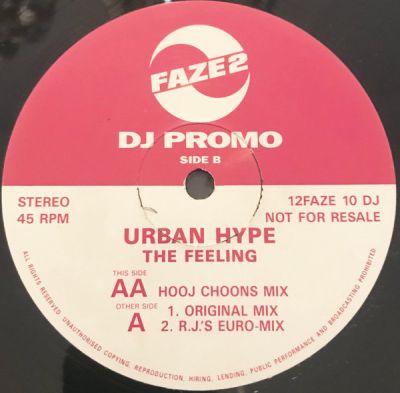 FAZE 2
DJ PROMO
SIDE B
STEREO
45 RPM
12FAZE 10 DJ
NOT FOR RESALE
URBAN HYPE
THE FEELING
THIS SIDE
AA HOOJ CHOONS MIX
OTHER SIDE
A 1. ORIGINAL MIX
2. R.J.'S EURO-MIX
ALL RIGHTS RESERVED. UNAUTHORISED COPYING, REPRODUCTION, HIRING, LENDING, PUBLIC PERFORMANCE AND BROADCASTING PROHIBITED